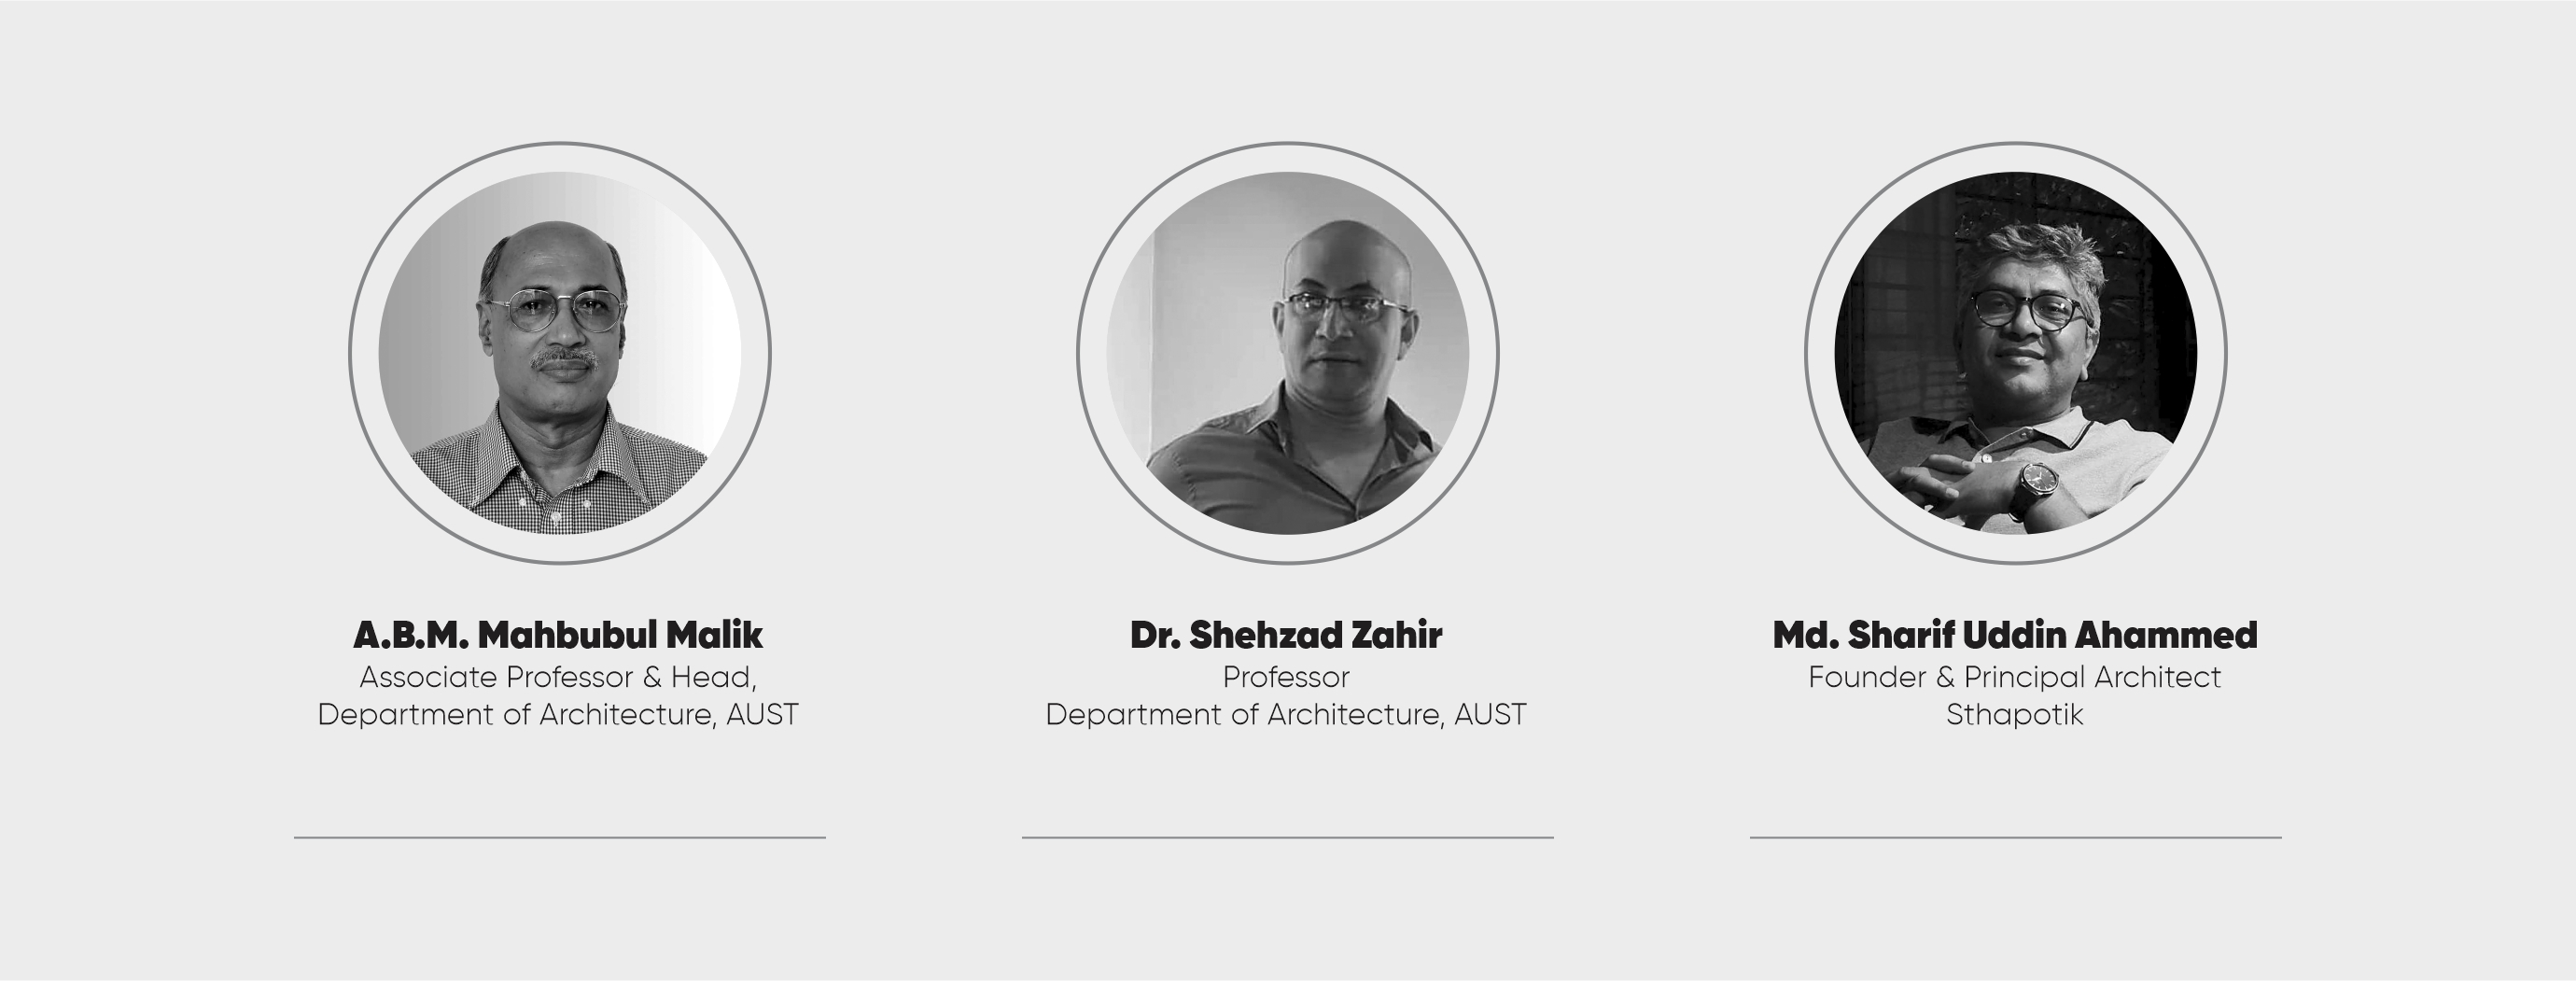 A.B.M. Mahbubul Malik
Associate Professor & Head,
Department of Architecture, AUST
Dr. Shehzad Zahir
Professor
Department of Architecture, AUST
Md. Sharif Uddin Ahammed
Founder & Principal Architect
Sthapotik